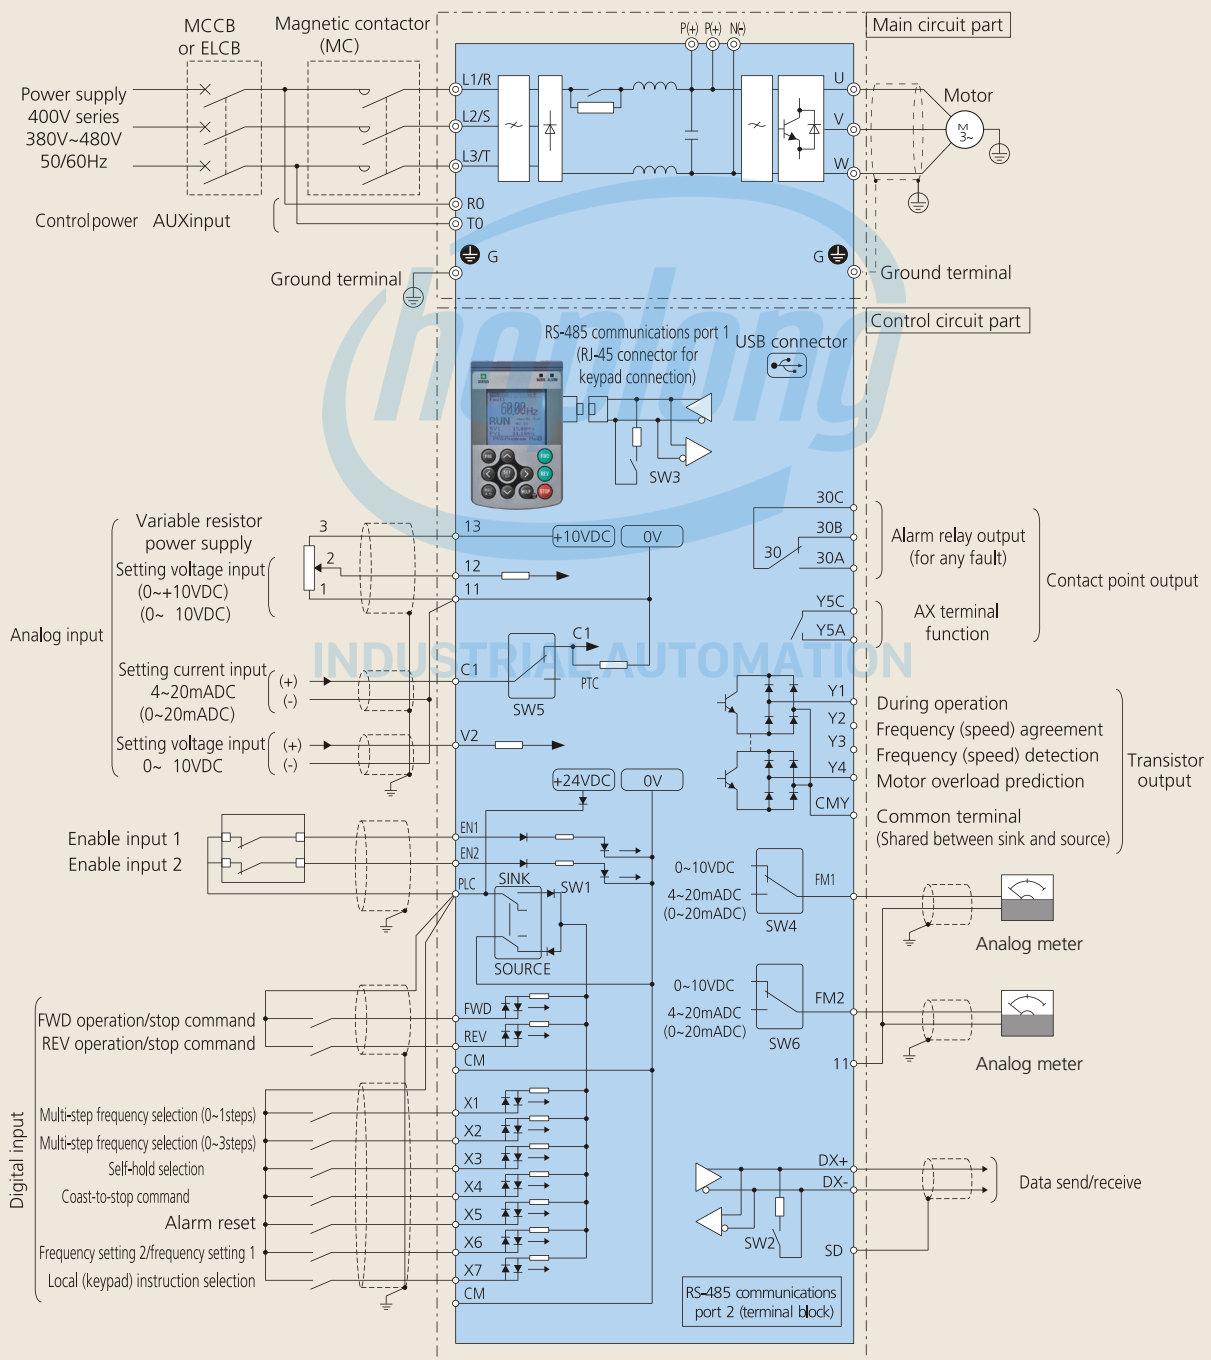 MCCB
or ELCB
Magnetic contactor
(MC)
P(+) P(+) N(-)
Main circuit part
Power supply
400V series
380V~480V
50/60Hz
L1/R
L2/S
L3/T
U
V
W
Motor
M
3~
Controlpower AUXinput
R0
T0
G
G
Ground terminal
Ground terminal
Control circuit part
RS-485 communications port 1
(RJ-45 connector for
keypad connection)
USB connector
60.00Hz
RUN
SW3
hoplong
INDUSTRIAL AUTOMATION
Analog input
Variable resistor
power supply
Setting voltage input
(0~+10VDC)
(0~ 10VDC)
3
2
1
13
12
11
+10VDC
0V
Setting current input
4~20mADC
(0~20mADC)
(+)
(-)
C1
C1
PTC
SW5
Setting voltage input
0~ 10VDC
(+)
(-)
V2
30C
30B
30
30A
Alarm relay output
(for any fault)
Contact point output
Y5C
Y5A
AX terminal
function
Y1
Y2
Y3
Y4
CMY
During operation
Frequency (speed) agreement
Frequency (speed) detection
Motor overload prediction
Common terminal
(Shared between sink and source)
Transistor
output
+24VDC
0V
Enable input 1
Enable input 2
EN1
EN2
PLC
SINK
SW1
SOURCE
0~10VDC
4~20mADC
(0~20mADC)
SW4
FM1
Analog meter
0~10VDC
4~20mADC
(0~20mADC)
SW6
FM2
Analog meter
11
Digital input
FWD operation/stop command
REV operation/stop command
FWD
REV
CM
Multi-step frequency selection (0~1steps)
Multi-step frequency selection (0~3steps)
Self-hold selection
Coast-to-stop command
Alarm reset
Frequency setting 2/frequency setting 1
Local (keypad) instruction selection
X1
X2
X3
X4
X5
X6
X7
CM
DX+
DX-
SW2
SD
Data send/receive
RS-485 communications
port 2 (terminal block)